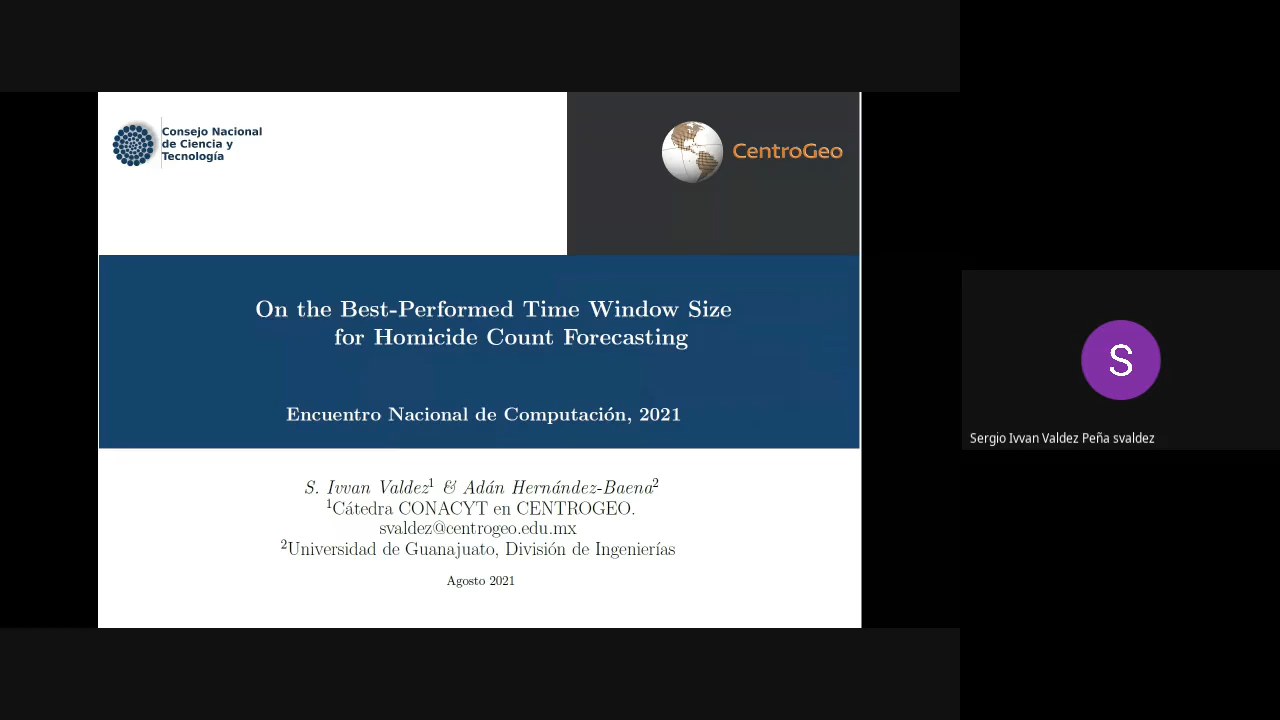 Consejo Nacional
de Ciencia y
Tecnología
CentroGeo
On the Best-Performed Time Window Size
for Homicide Count Forecasting
Encuentro Nacional de Computación, 2021
S. Ivvan Valdez¹ & Adán Hernández-Baena²
¹Cátedra CONACYT en CENTROGEO.
svaldez@centrogeo.edu.mx
²Universidad de Guanajuato, División de Ingenierías
Agosto 2021
S
Sergio Ivvan Valdez Peña svaldez